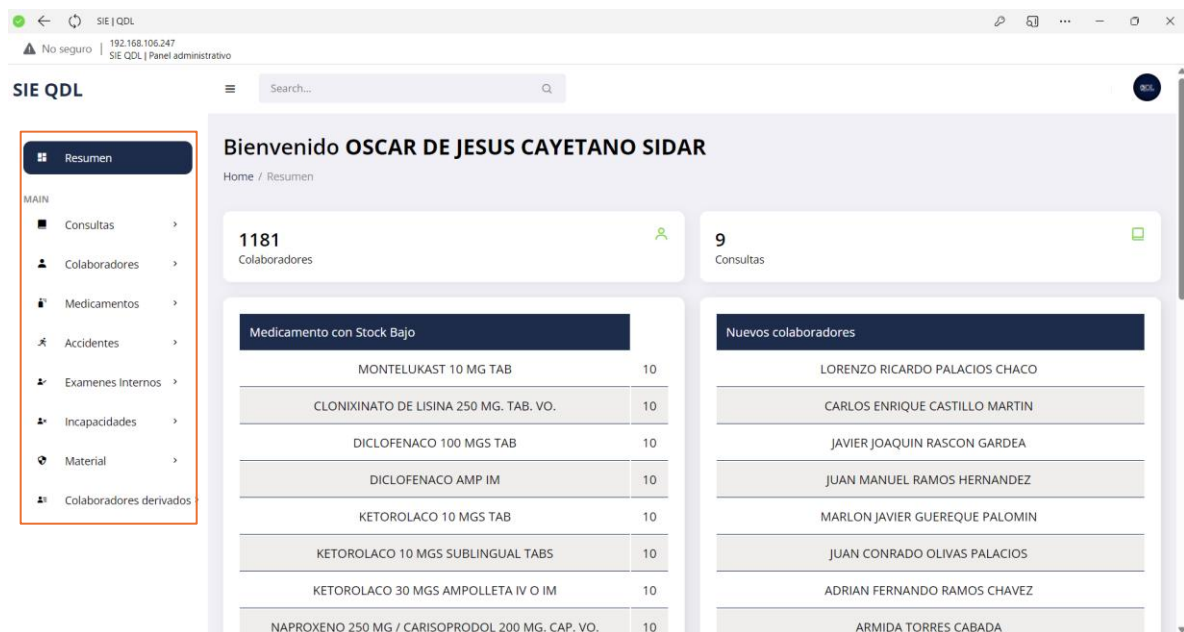 SIE | QDL
No seguro
192.168.106.247
SIE QDL | Panel administrativo
SIE QDL
Search...
QDL
Resumen
MAIN
Consultas
Colaboradores
Medicamentos
Accidentes
Examenes Internos
Incapacidades
Material
Colaboradores derivados
Bienvenido OSCAR DE JESUS CAYETANO SIDAR
Home / Resumen
1181
Colaboradores
9
Consultas
Medicamento con Stock Bajo
MONTELUKAST 10 MG TAB 10
CLONIXINATO DE LISINA 250 MG. TAB. VO. 10
DICLOFENACO 100 MGS TAB 10
DICLOFENACO AMP IM 10
KETOROLACO 10 MGS TAB 10
KETOROLACO 10 MGS SUBLINGUAL TABS 10
KETOROLACO 30 MGS AMPOLLETA IV O IM 10
NAPROXENO 250 MG / CARISOPRODOL 200 MG. CAP. VO. 10
Nuevos colaboradores
LORENZO RICARDO PALACIOS CHACO
CARLOS ENRIQUE CASTILLO MARTIN
JAVIER JOAQUIN RASCON GARDEA
JUAN MANUEL RAMOS HERNANDEZ
MARLON JAVIER GUEREQUE PALOMIN
JUAN CONRADO OLIVAS PALACIOS
ADRIAN FERNANDO RAMOS CHAVEZ
ARMIDA TORRES CABADA